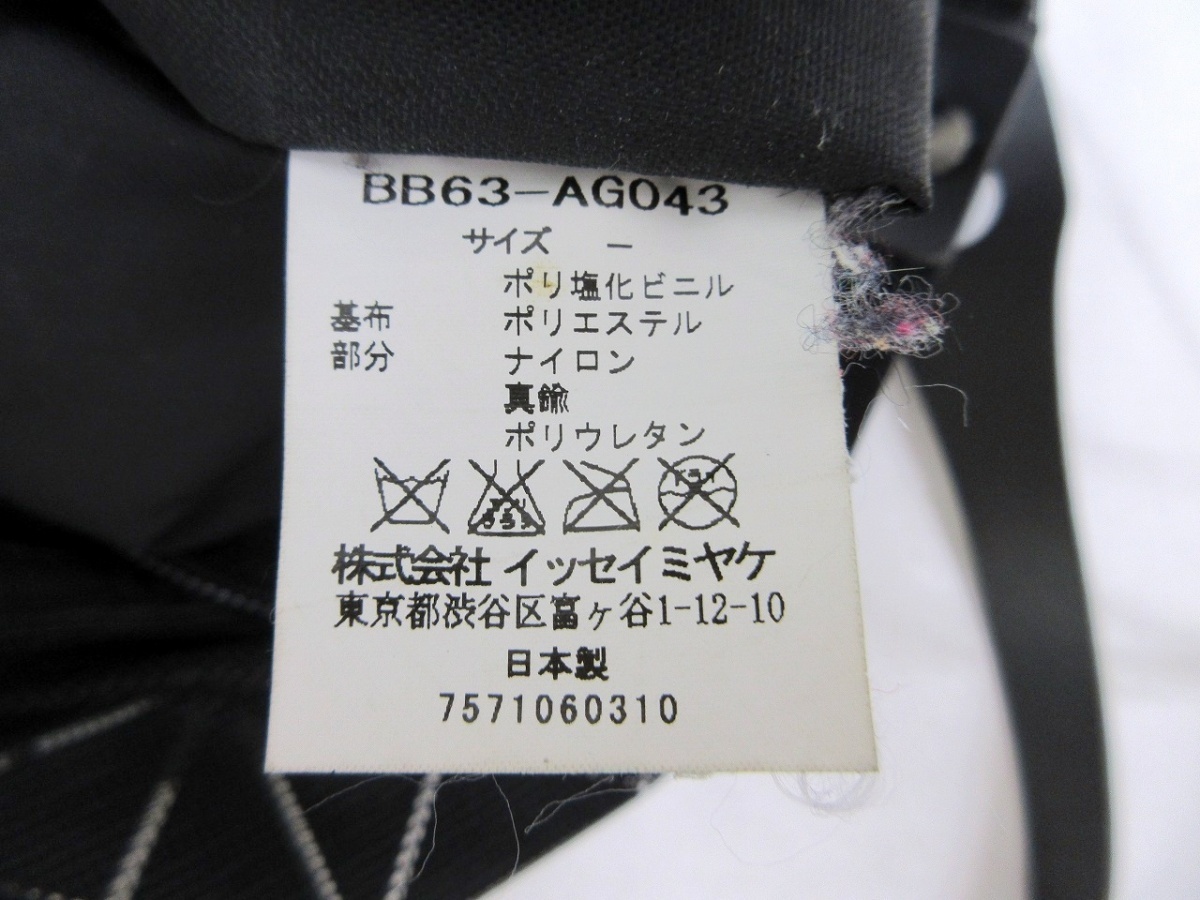 BB63-AG043
サイズ －
ポリ塩化ビニル
基布 ポリエステル
部分 ナイロン
真鍮
ポリウレタン
株式会社 イッセイミヤケ
東京都渋谷区富ヶ谷1-12-10
日本製
7571060310